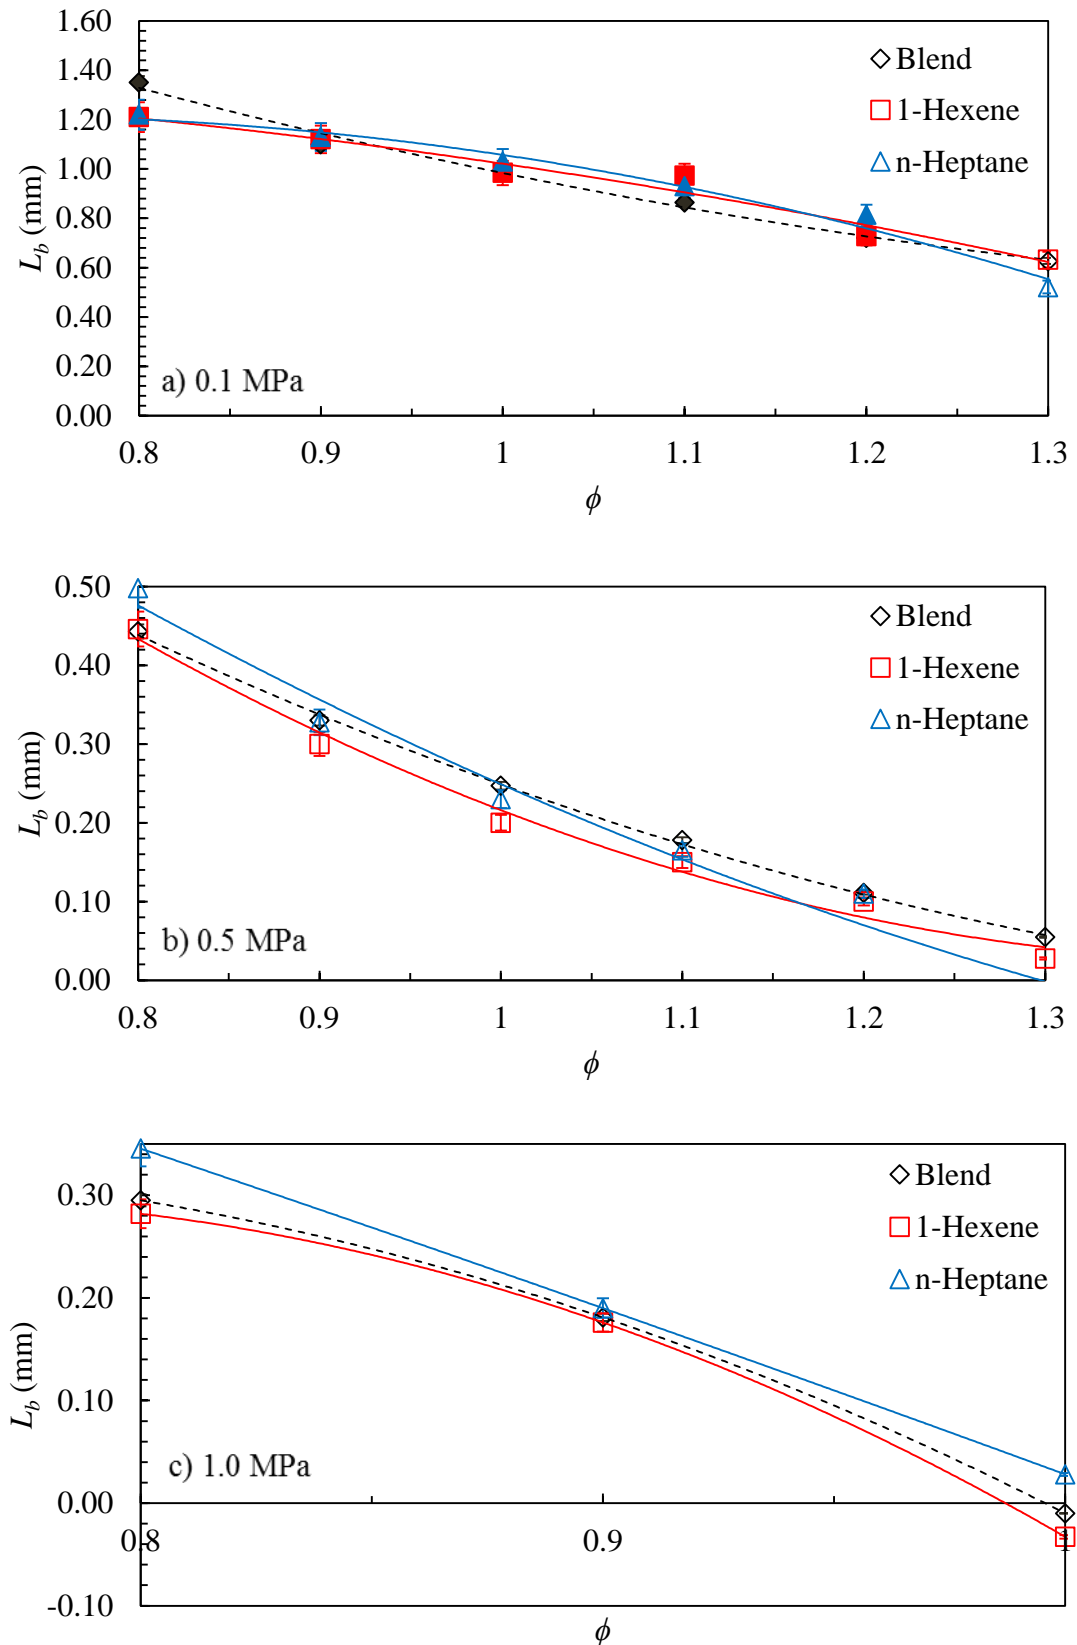 1.60
1.40
1.20
1.00
0.80
0.60
0.40
0.20
0.00
L_b (mm)
Blend
1-Hexene
n-Heptane
a) 0.1 MPa
0.8 0.9 1 1.1 1.2 1.3
ϕ
0.50
0.40
0.30
0.20
0.10
0.00
L_b (mm)
Blend
1-Hexene
n-Heptane
b) 0.5 MPa
0.8 0.9 1 1.1 1.2 1.3
ϕ
0.30
0.20
0.10
0.00
-0.10
L_b (mm)
Blend
1-Hexene
n-Heptane
c) 1.0 MPa
0.8 0.9 1
ϕ